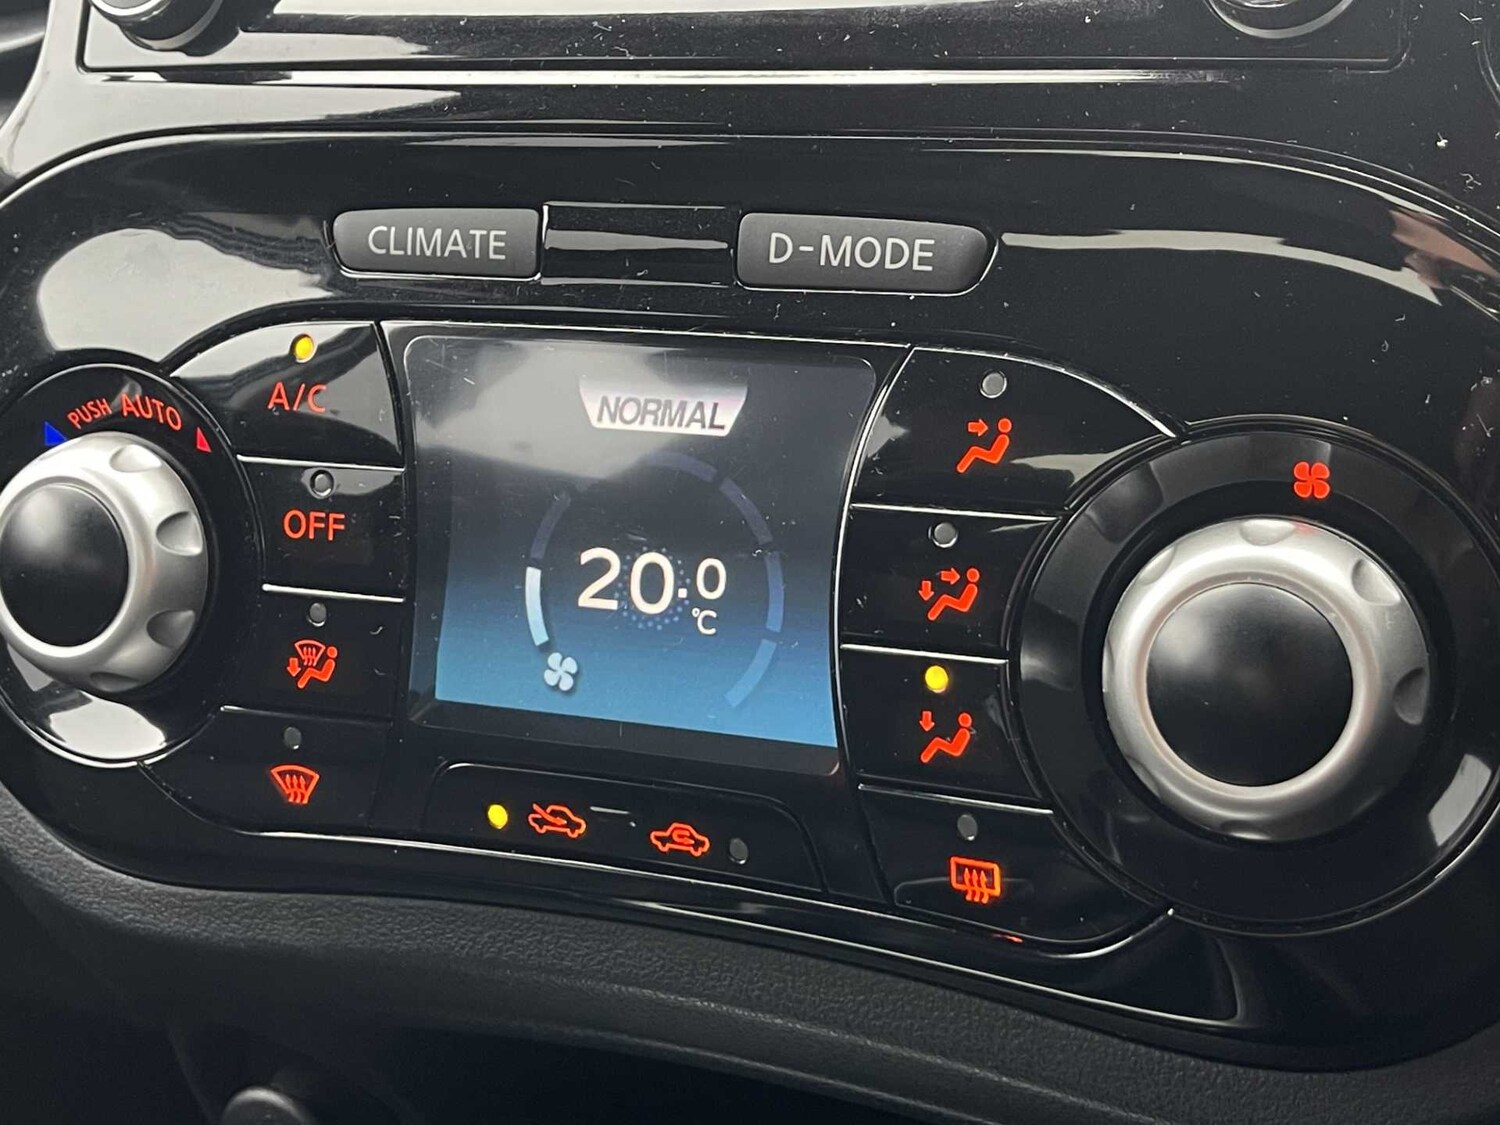 CLIMATE
D-MODE
PUSH AUTO
A/C
NORMAL
OFF
20.0
°C